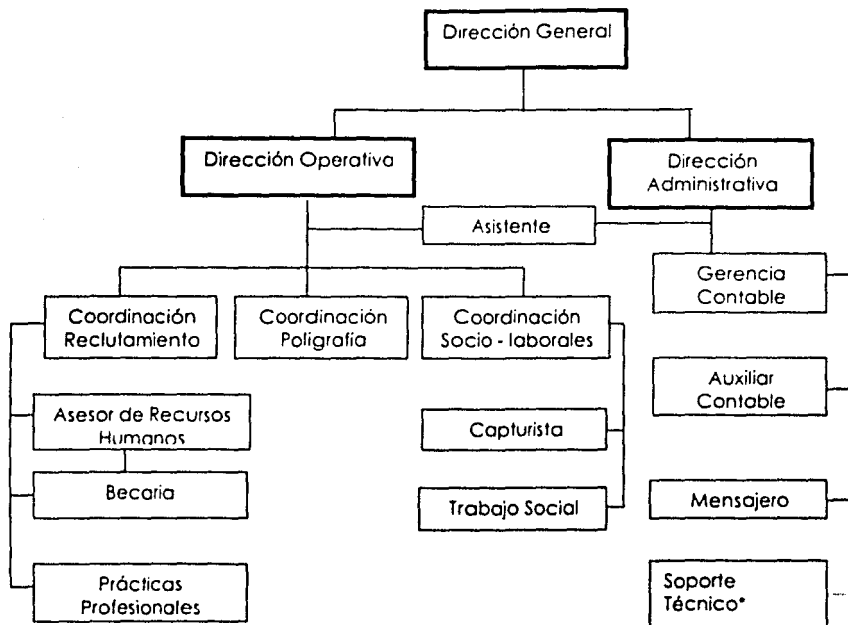 Dirección General
Dirección Operativa
Dirección
Administrativa
Asistente
Gerencia
Contable
Coordinación
Reclutamiento
Coordinación
Poligrafía
Coordinación
Socio - laborales
Auxiliar
Contable
Asesor de Recursos
Humanos
Capturista
Becaria
Trabajo Social
Mensajero
Prácticas
Profesionales
Soporte
Técnico*